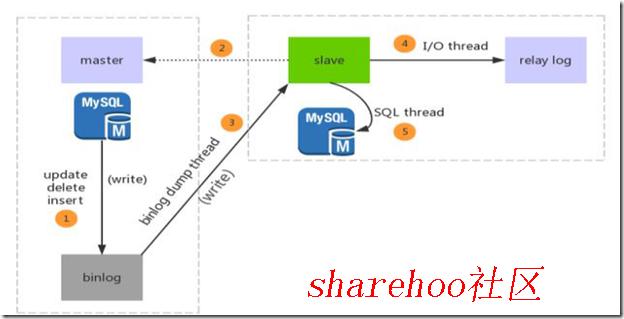 master
2
slave
4
I/O thread
relay log
MySQL
M
3
MySQL
M
SQL thread
5
update
delete
insert
(write)
1
binlog dump thread
(write)
binlog
sharehoo社区